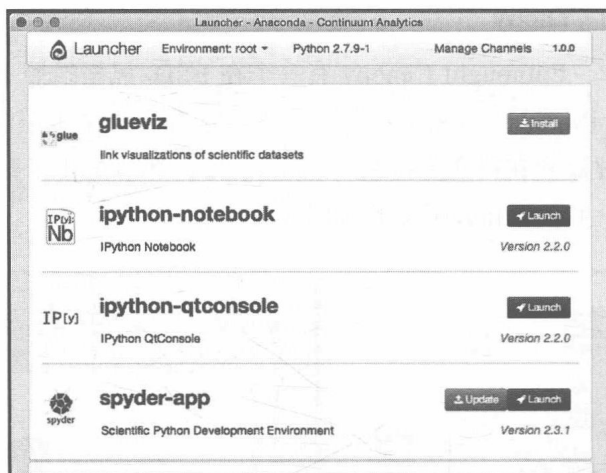 Launcher - Anaconda - Continuum Analytics
Launcher Environment: root Python 2.7.9-1 Manage Channels 1.0.0
glue
glueviz
Install
link visualizations of scientific datasets
IP[y]:
Nb
ipython-notebook
Launch
IPython Notebook
Version 2.2.0
IP[y]
ipython-qtconsole
Launch
IPython QtConsole
Version 2.2.0
spyder
spyder-app
Update Launch
Scientific Python Development Environment
Version 2.3.1